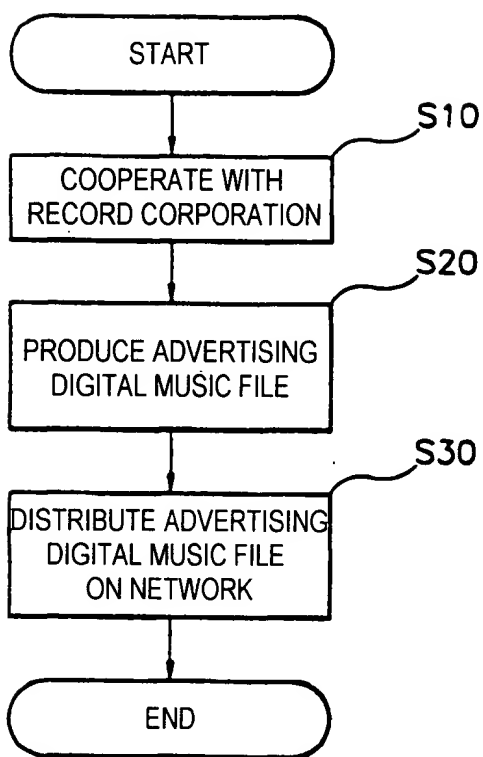 START
S10
COOPERATE WITH
RECORD CORPORATION
S20
PRODUCE ADVERTISING
DIGITAL MUSIC FILE
S30
DISTRIBUTE ADVERTISING
DIGITAL MUSIC FILE
ON NETWORK
END